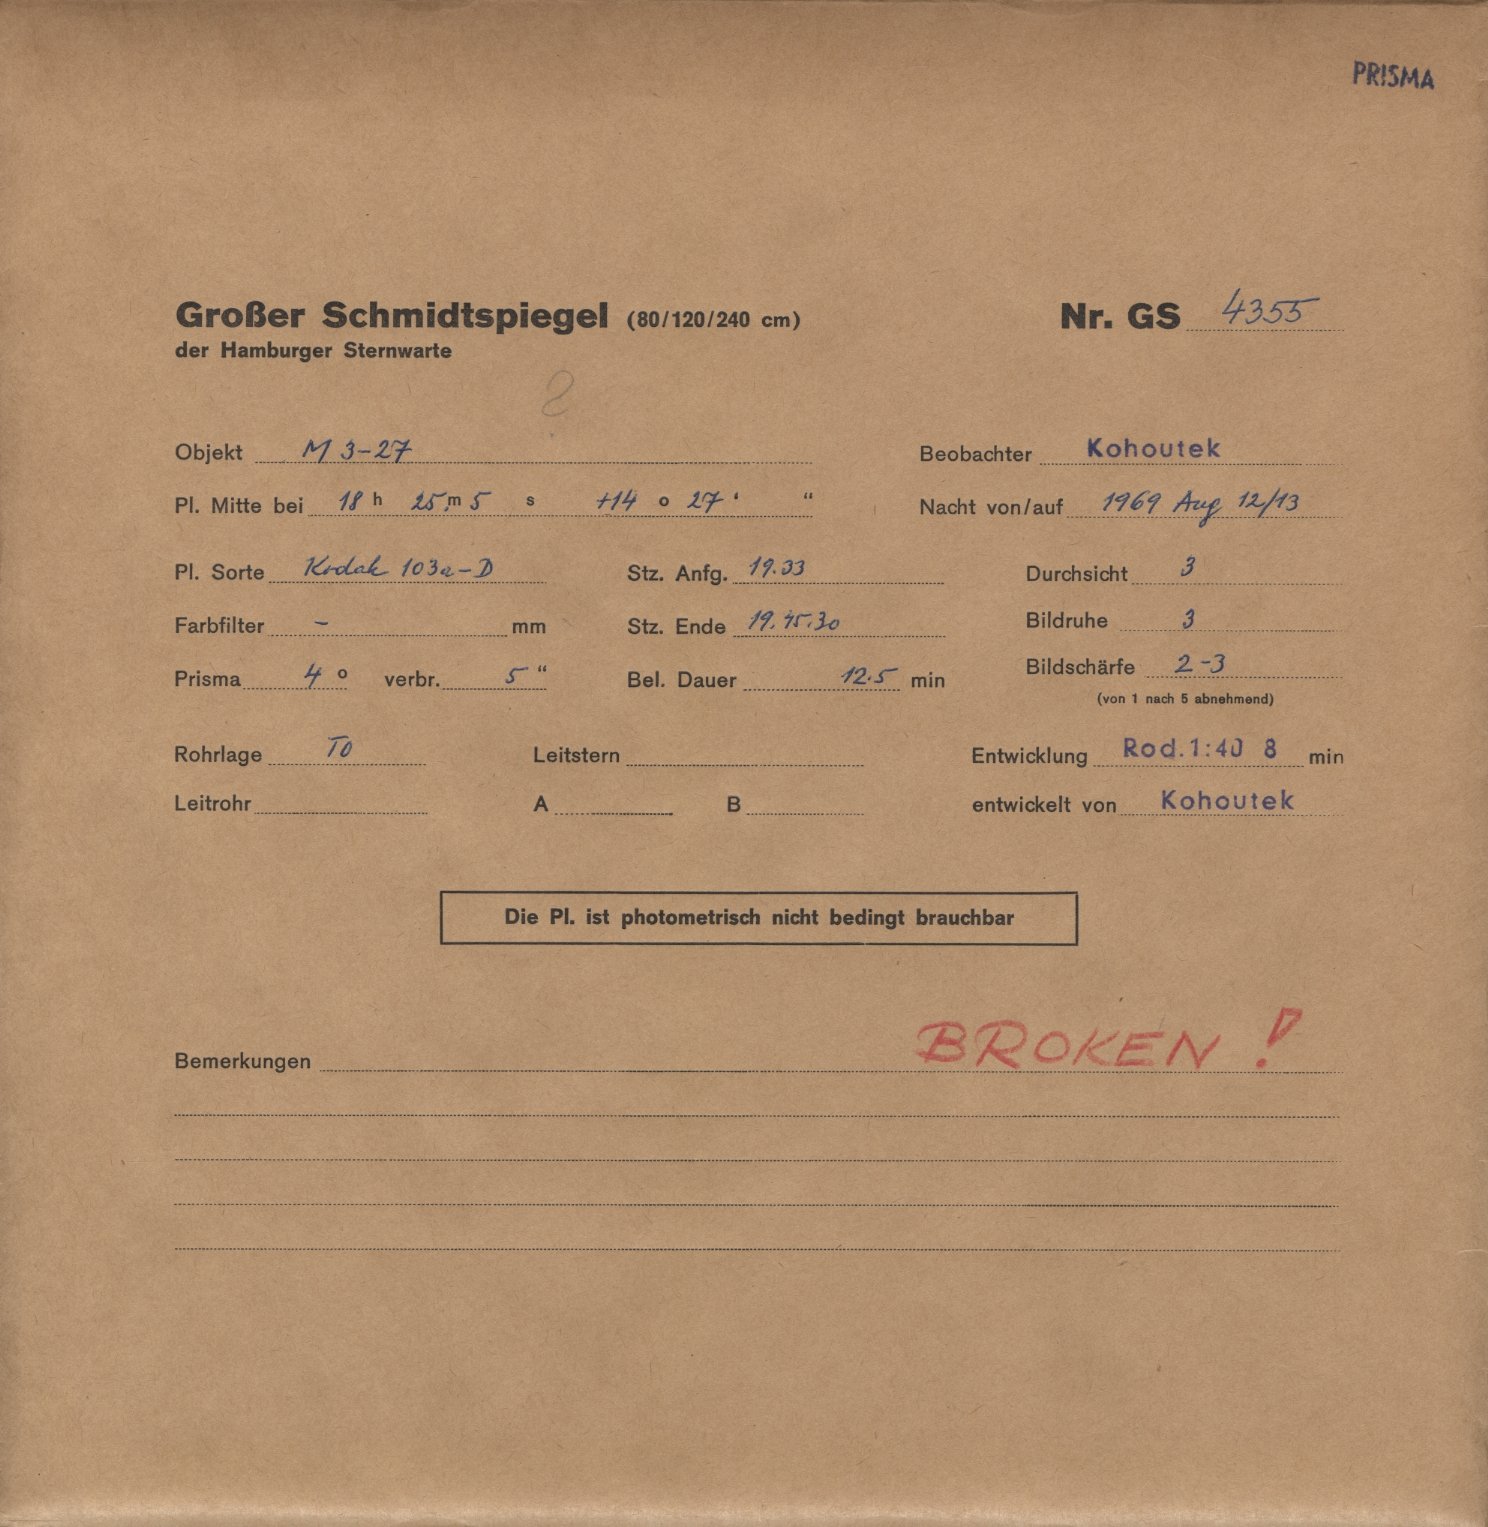 PRISMA
Großer Schmidtspiegel (80/120/240 cm) Nr. GS 4355
der Hamburger Sternwarte
?
Objekt M 3-27 Beobachter Kohoutek
Pl. Mitte bei 18 h 25 m 5 s +14 o 27 ' " Nacht von/auf 1969 Aug 12/13
Pl. Sorte Kodak 103a-D Stz. Anfg. 19.33 Durchsicht 3
Farbfilter - mm Stz. Ende 19.45.30 Bildruhe 3
Prisma 4 o verbr. 5 " Bel. Dauer 12.5 min Bildschärfe 2-3
(von 1 nach 5 abnehmend)
Rohrlage TO Leitstern Entwicklung Rod. 1:40 8 min
Leitrohr A B entwickelt von Kohoutek
Die Pl. ist photometrisch nicht bedingt brauchbar
Bemerkungen BROKEN !